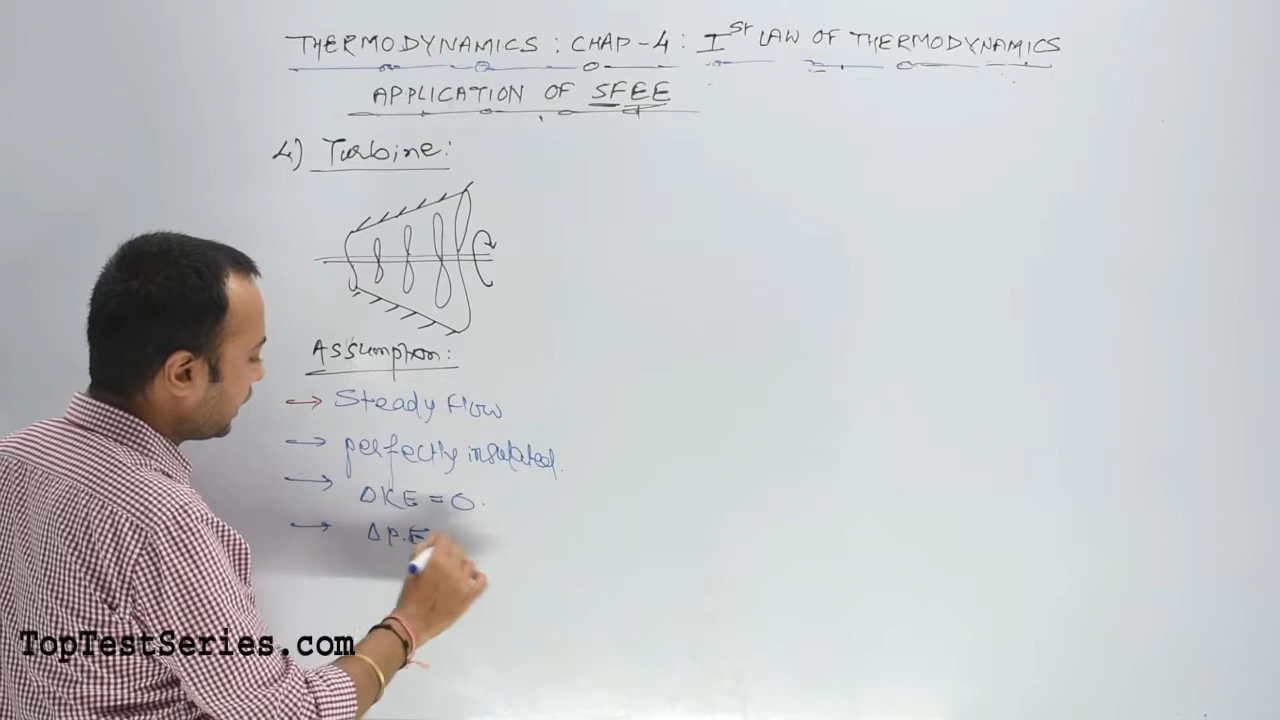 THERMODYNAMICS : CHAP-4 : Ist LAW OF THERMODYNAMICS
APPLICATION OF SFEE
4) Turbine:
Assumption:
→ Steady Flow
→ perfectly insulated.
→ ΔKE = 0.
→ ΔP.E
TopTestSeries.com